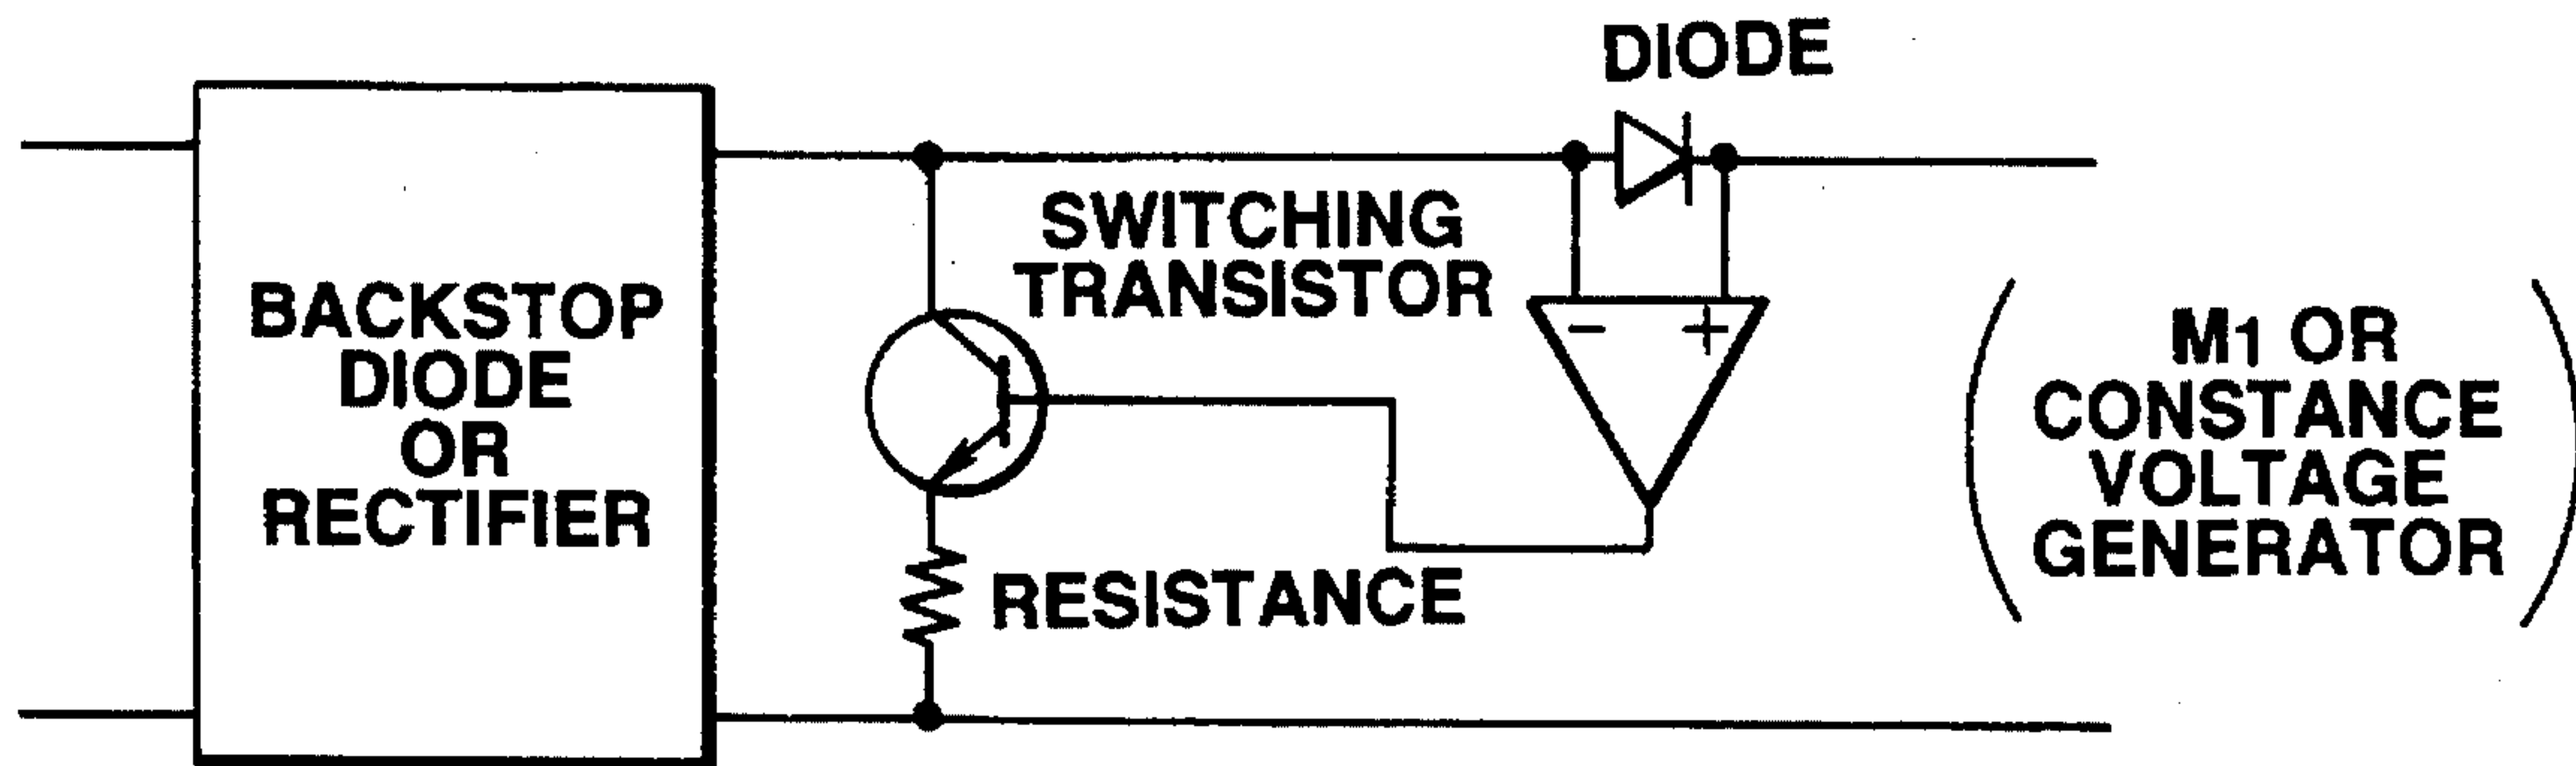 DIODE
SWITCHING
TRANSISTOR
BACKSTOP
DIODE
OR
RECTIFIER
- +
RESISTANCE
M1 OR
CONSTANCE
VOLTAGE
GENERATOR